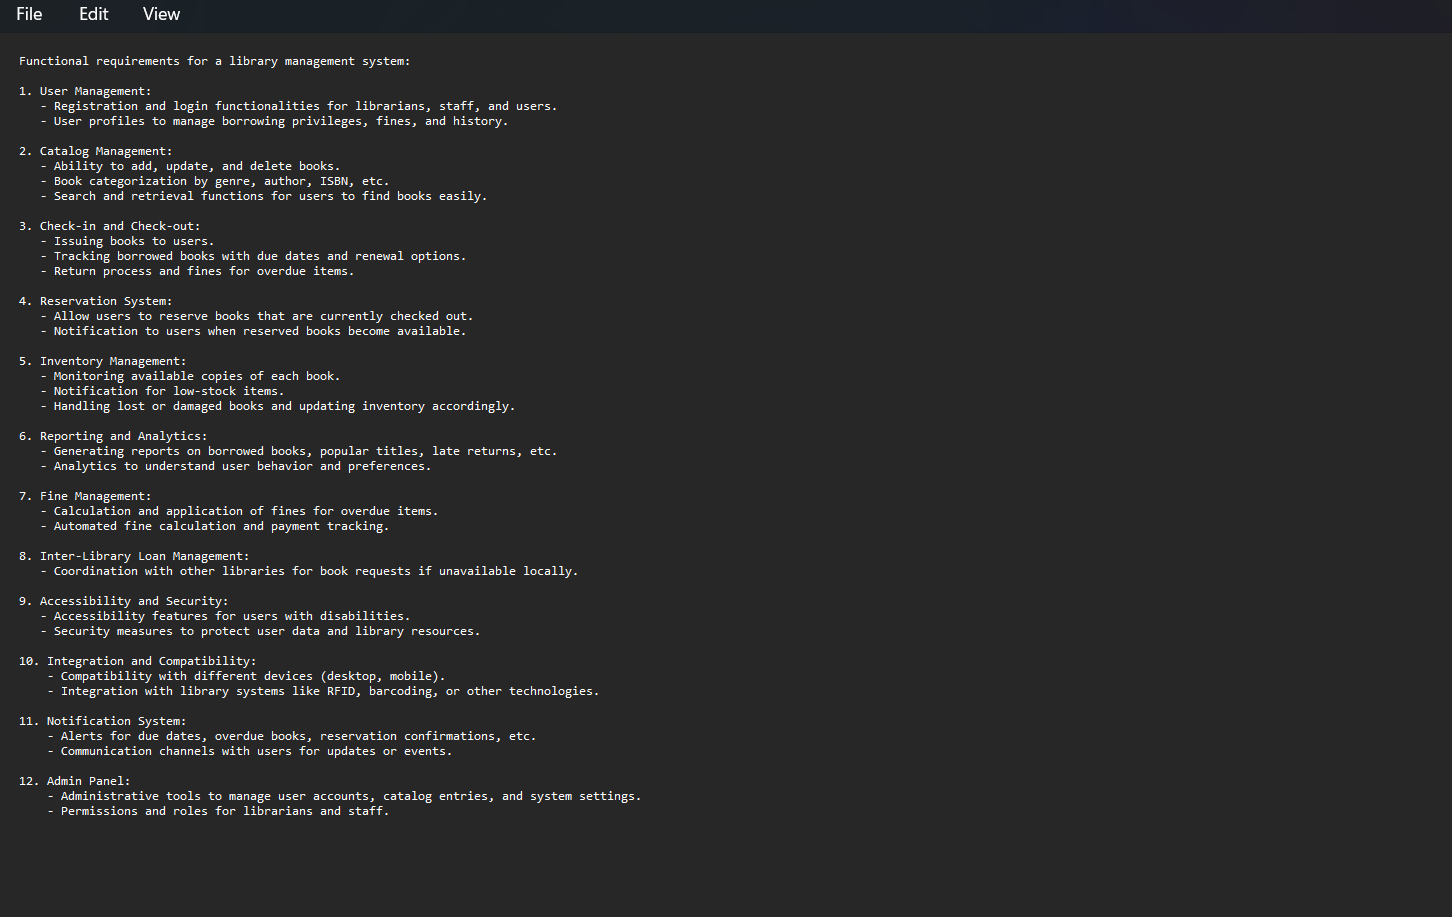 File Edit View
Functional requirements for a library management system:
1. User Management:
- Registration and login functionalities for librarians, staff, and users.
- User profiles to manage borrowing privileges, fines, and history.
2. Catalog Management:
- Ability to add, update, and delete books.
- Book categorization by genre, author, ISBN, etc.
- Search and retrieval functions for users to find books easily.
3. Check-in and Check-out:
- Issuing books to users.
- Tracking borrowed books with due dates and renewal options.
- Return process and fines for overdue items.
4. Reservation System:
- Allow users to reserve books that are currently checked out.
- Notification to users when reserved books become available.
5. Inventory Management:
- Monitoring available copies of each book.
- Notification for low-stock items.
- Handling lost or damaged books and updating inventory accordingly.
6. Reporting and Analytics:
- Generating reports on borrowed books, popular titles, late returns, etc.
- Analytics to understand user behavior and preferences.
7. Fine Management:
- Calculation and application of fines for overdue items.
- Automated fine calculation and payment tracking.
8. Inter-Library Loan Management:
- Coordination with other libraries for book requests if unavailable locally.
9. Accessibility and Security:
- Accessibility features for users with disabilities.
- Security measures to protect user data and library resources.
10. Integration and Compatibility:
- Compatibility with different devices (desktop, mobile).
- Integration with library systems like RFID, barcoding, or other technologies.
11. Notification System:
- Alerts for due dates, overdue books, reservation confirmations, etc.
- Communication channels with users for updates or events.
12. Admin Panel:
- Administrative tools to manage user accounts, catalog entries, and system settings.
- Permissions and roles for librarians and staff.